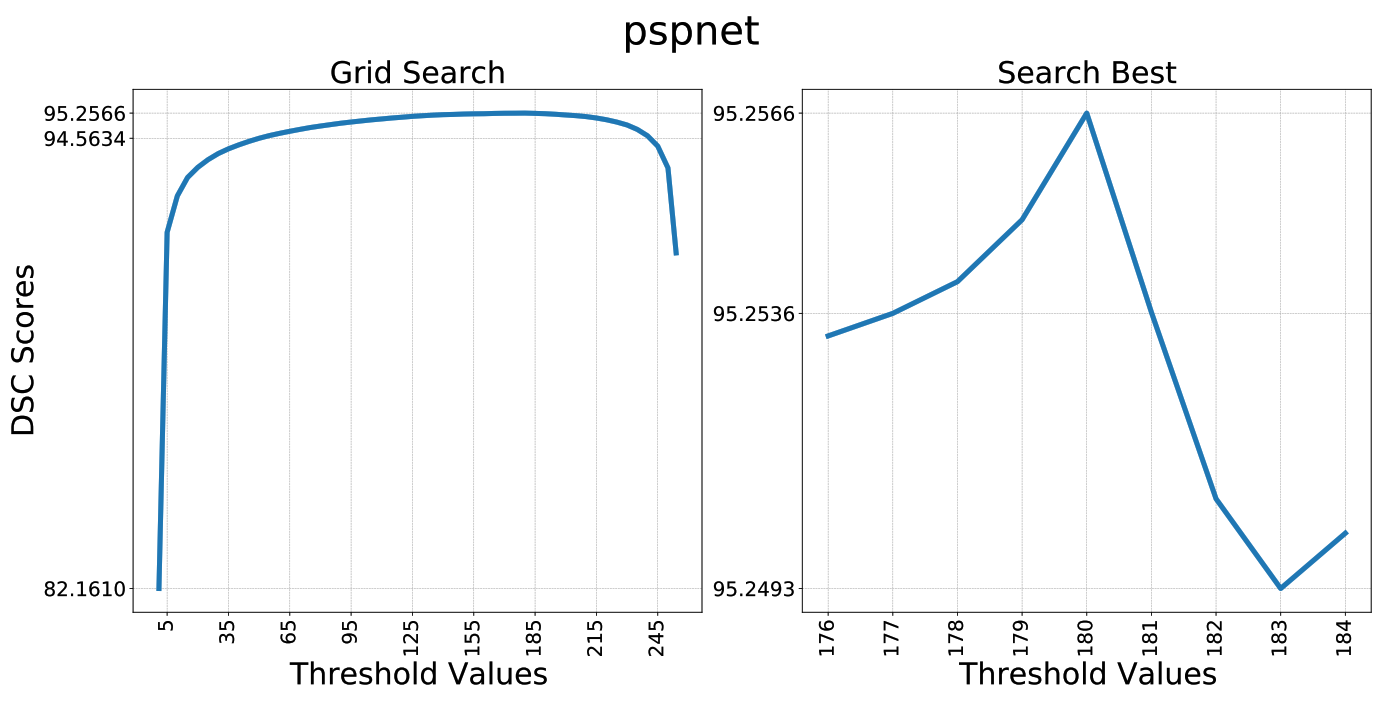 pspnet
Grid Search
95.2566
94.5634
82.1610
DSC Scores
5 35 65 95 125 155 185 215 245
Threshold Values
Search Best
95.2566
95.2536
95.2493
176 177 178 179 180 181 182 183 184
Threshold Values